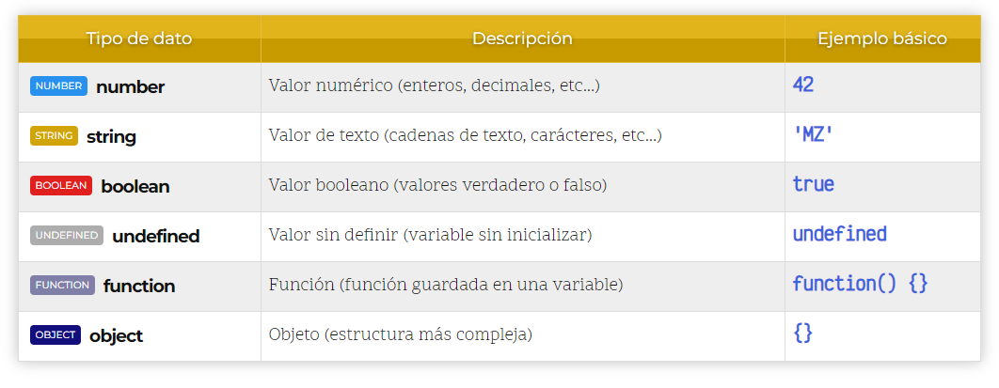 Tipo de dato Descripción Ejemplo básico
NUMBER number Valor numérico (enteros, decimales, etc...) 42
STRING string Valor de texto (cadenas de texto, carácteres, etc...) 'MZ'
BOOLEAN boolean Valor booleano (valores verdadero o falso) true
UNDEFINED undefined Valor sin definir (variable sin inicializar) undefined
FUNCTION function Función (función guardada en una variable) function() {}
OBJECT object Objeto (estructura más compleja) {}